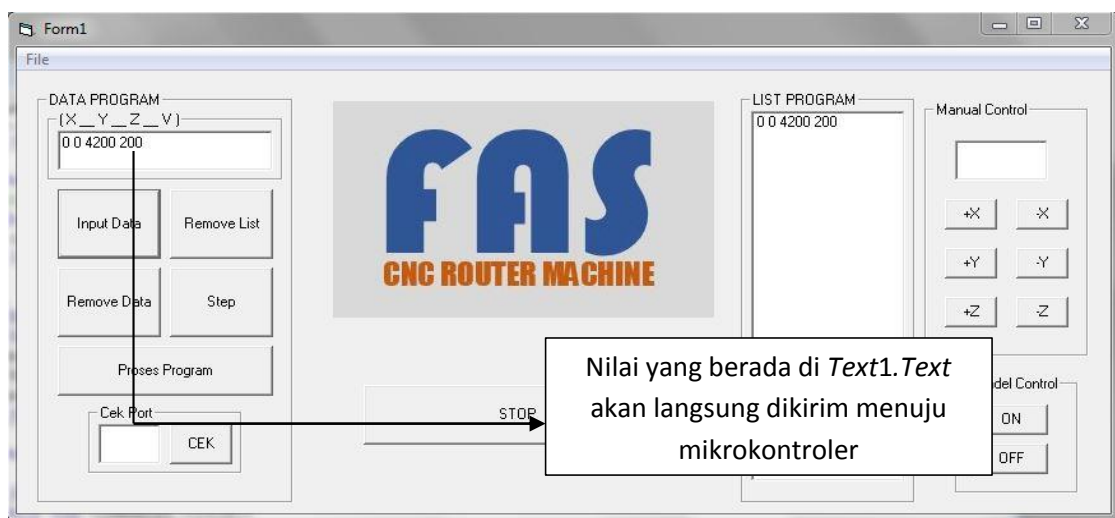 Form1
File
DATA PROGRAM
(X__Y__Z__V)
0 0 4200 200
Input Data
Remove List
Remove Data
Step
Proses Program
Cek Port
CEK
FAS
CNC ROUTER MACHINE
STOP
LIST PROGRAM
0 0 4200 200
Manual Control
+X
-X
+Y
-Y
+Z
-Z
del Control
ON
OFF
Nilai yang berada di Text1.Text
akan langsung dikirim menuju
mikrokontroler